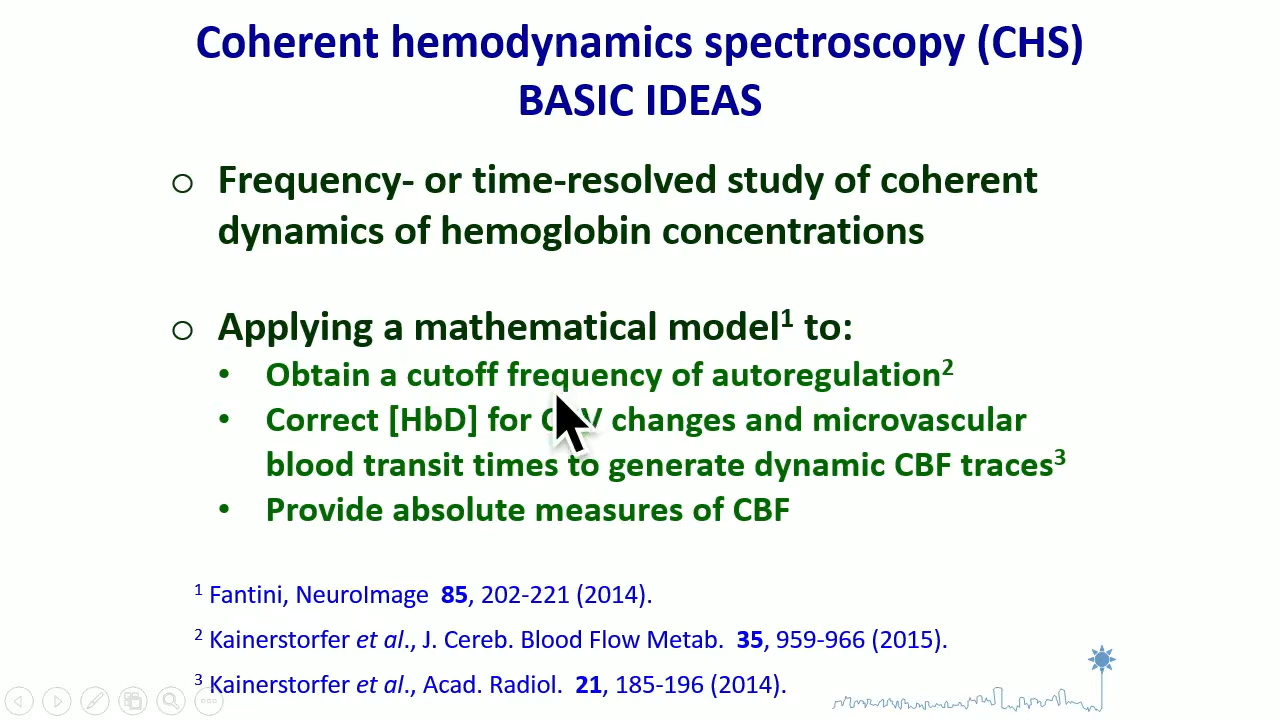 Coherent hemodynamics spectroscopy (CHS)
BASIC IDEAS
○ Frequency- or time-resolved study of coherent
dynamics of hemoglobin concentrations
○ Applying a mathematical model¹ to:
• Obtain a cutoff frequency of autoregulation²
• Correct [HbD] for changes and microvascular
blood transit times to generate dynamic CBF traces³
• Provide absolute measures of CBF
¹ Fantini, NeuroImage 85, 202-221 (2014).
² Kainerstorfer et al., J. Cereb. Blood Flow Metab. 35, 959-966 (2015).
³ Kainerstorfer et al., Acad. Radiol. 21, 185-196 (2014).